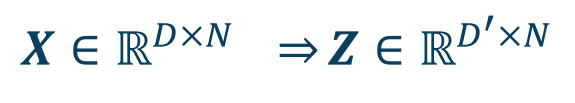 X ∈ ℝ^{D×N} ⇒ Z ∈ ℝ^{D′×N}